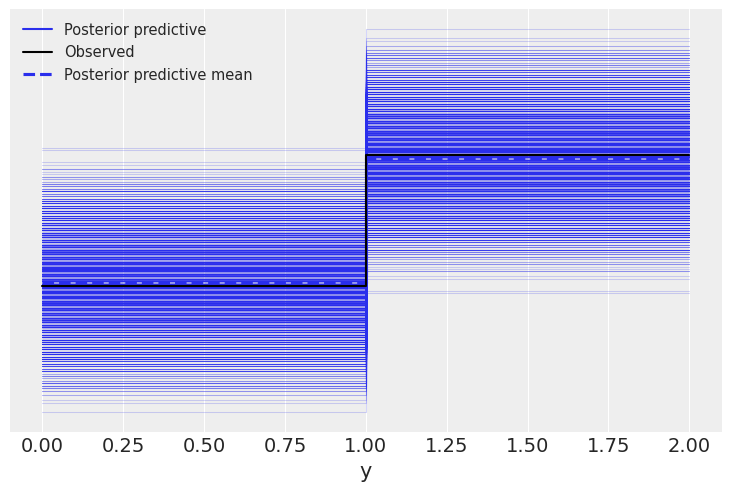 Posterior predictive
Observed
Posterior predictive mean
0.00 0.25 0.50 0.75 1.00 1.25 1.50 1.75 2.00
y